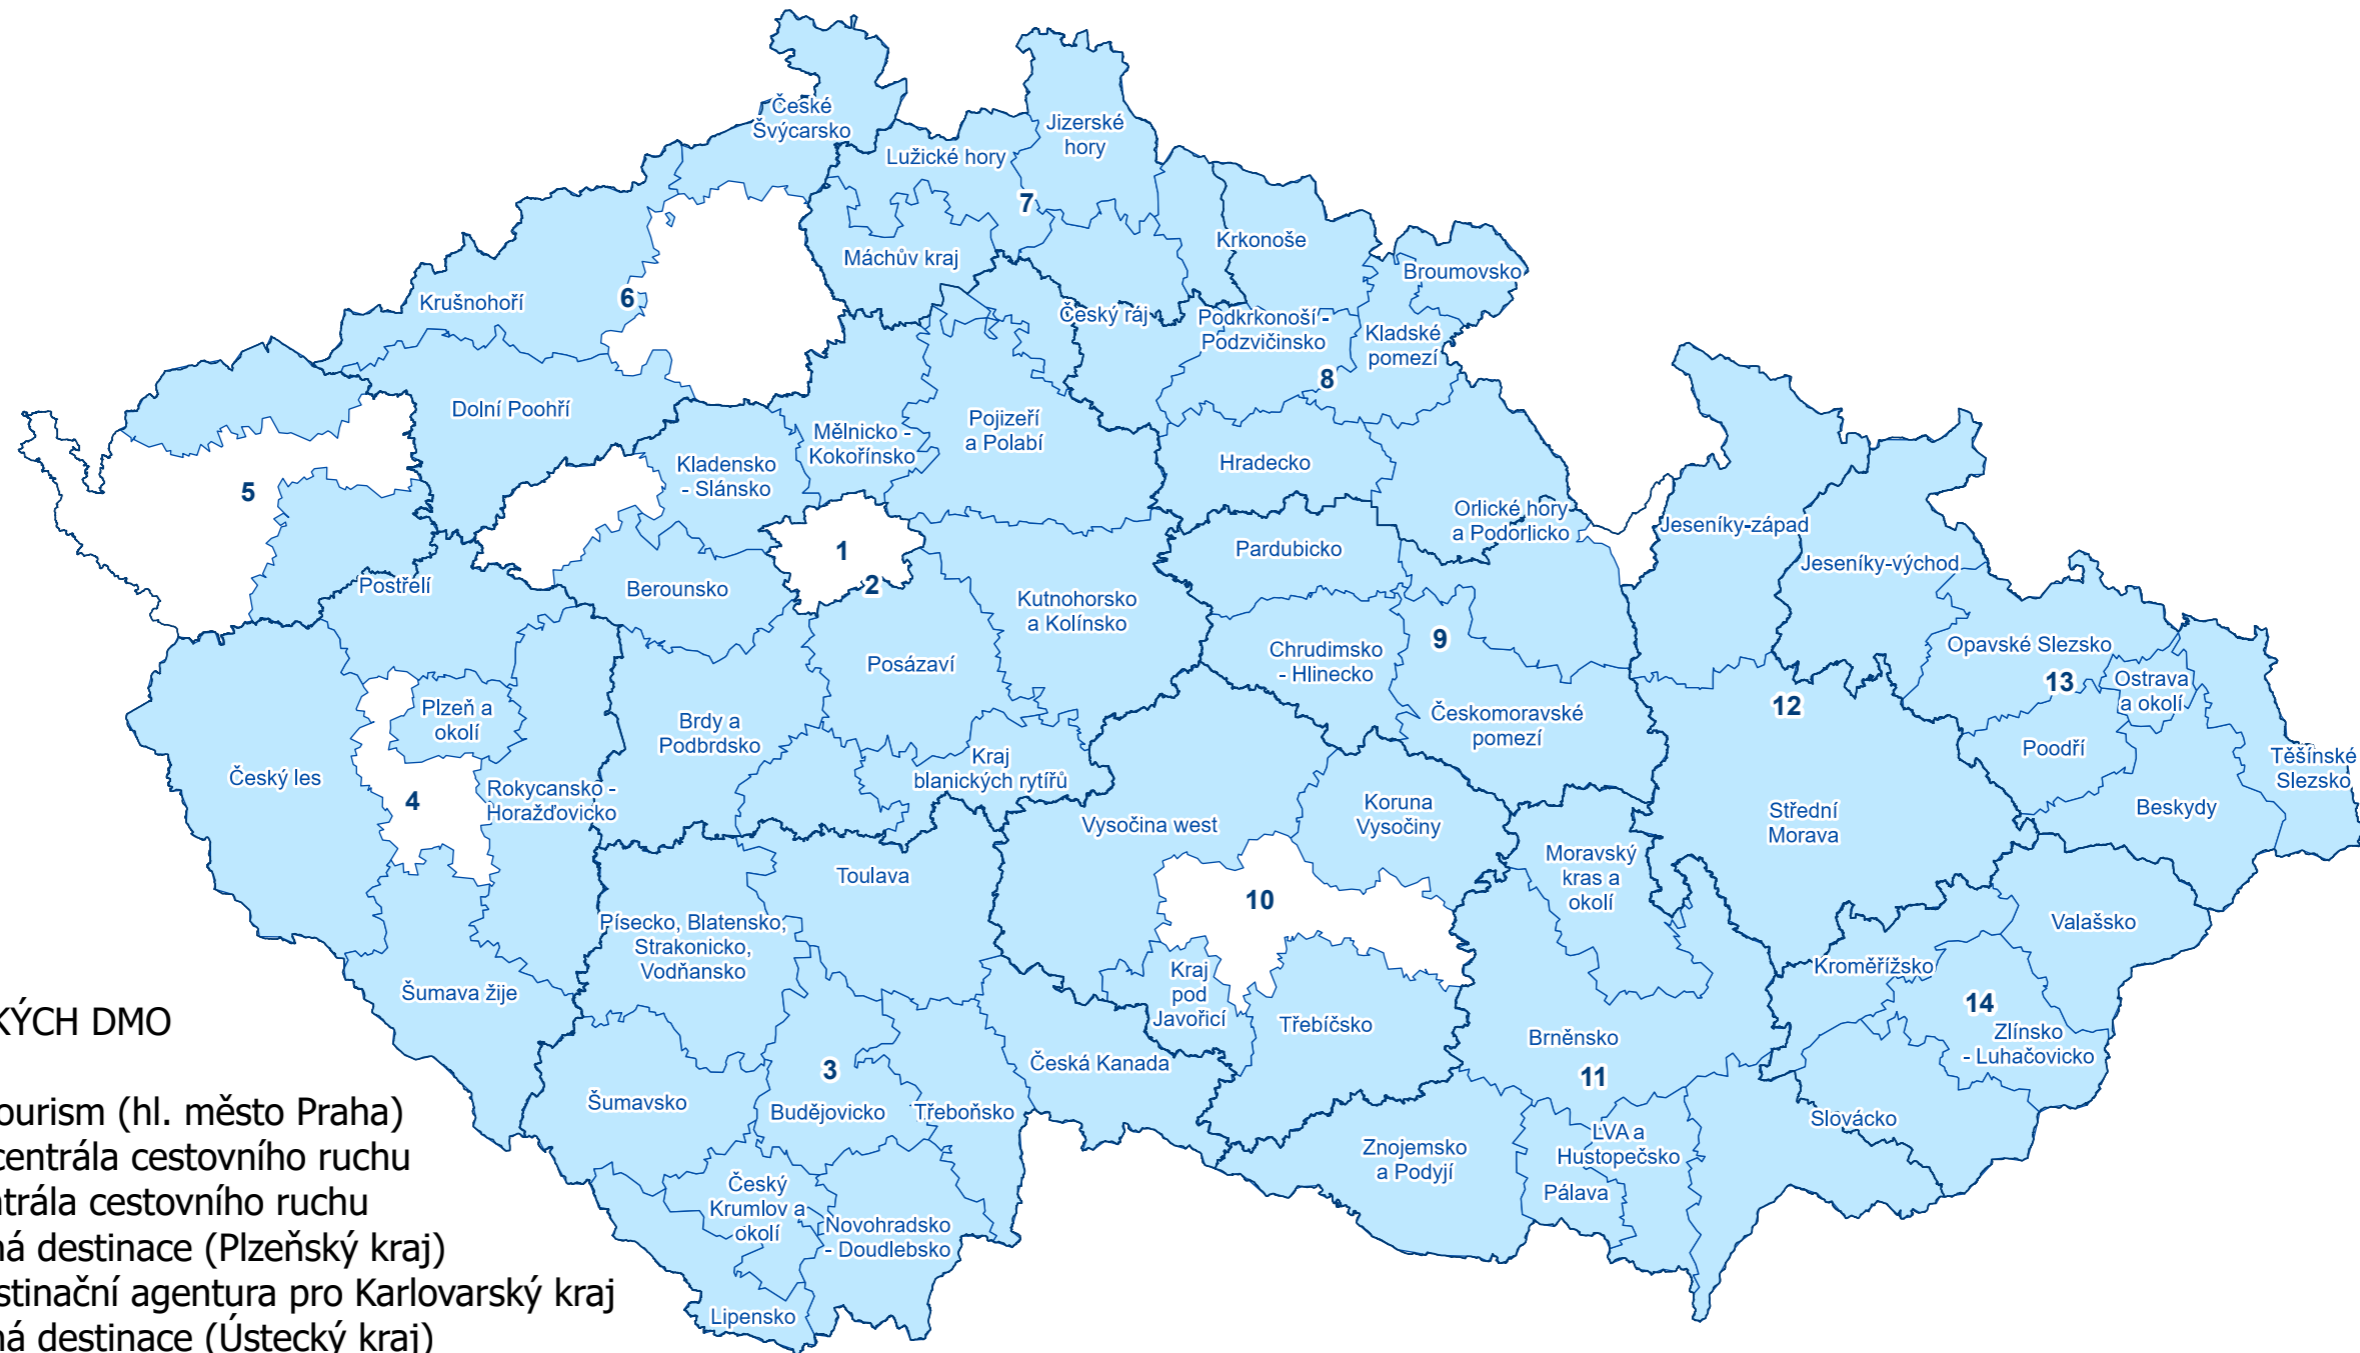 České
Švýcarsko
Jizerské
hory
Lužické hory
7
Krkonoše
Máchův kraj
Broumovsko
Krušnohoří
6
Český ráj
Podkrkonoší -
Podzvičinsko
Kladské
pomezí
8
Dolní Poohří
Pojizeří
a Polabí
Mělnicko -
Kokořínsko
Kladensko
- Slánsko
Hradecko
5
Orlické hory
a Podorlicko
Jeseníky-západ
1
Pardubicko
Jeseníky-východ
2
Postřelí
Berounsko
Kutnohorsko
a Kolínsko
9
Opavské Slezsko
Posázaví
Chrudimsko
- Hlinecko
13
Ostrava
a okolí
12
Plzeň a
okolí
Brdy a
Podbrdsko
Českomoravské
pomezí
Poodří
Těšínské
Slezsko
Český les
Kraj
blanických rytířů
4
Rokycansko -
Horažďovicko
Koruna
Vysočiny
Střední
Morava
Beskydy
Vysočina west
Moravský
kras a
okolí
Toulava
10
Písecko, Blatensko,
Strakonicko,
Vodňansko
Valašsko
Kroměřížsko
Kraj
pod
Javořicí
Šumava žije
14
Třebíčsko
Brněnsko
Zlínsko
- Luhačovicko
KÝCH DMO
Česká Kanada
3
11
Šumavsko
Budějovicko
Třeboňsko
Slovácko
ourism (hl. město Praha)
LVA a
Hustopečsko
Znojemsko
a Podyjí
centrála cestovního ruchu
Pálava
Český
Krumlov a
okolí
ntrála cestovního ruchu
Novohradsko
- Doudlebsko
ná destinace (Plzeňský kraj)
stinační agentura pro Karlovarský kraj
Lipensko
ná destinace (Ústecký kraj)